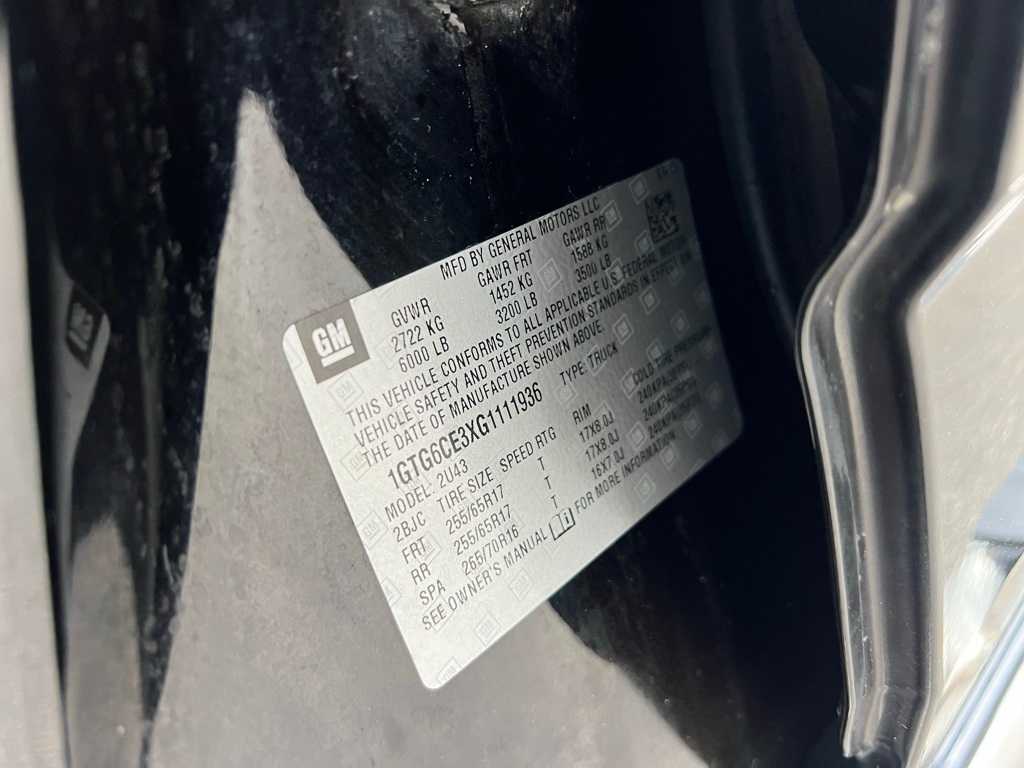 GM
MFD BY GENERAL MOTORS LLC
GVWR GAWR FRT GAWR RR
2722 KG 1452 KG 1588 KG
6000 LB 3200 LB 3500 LB
THIS VEHICLE CONFORMS TO ALL APPLICABLE U.S. FEDERAL MOTOR
VEHICLE SAFETY AND THEFT PREVENTION STANDARDS IN EFFECT ON
THE DATE OF MANUFACTURE SHOWN ABOVE.
1GTG6CE3XG1111936 TYPE: TRUCK
MODEL: 2U43
2BJC TIRE SIZE SPEED RTG RIM COLD TIRE PRESSURE
FRT 255/65R17 T 17X8.0J
RR 255/65R17 T 17X8.0J
SPA 265/70R16 T 16X7.0J
SEE OWNER'S MANUAL FOR MORE INFORMATION